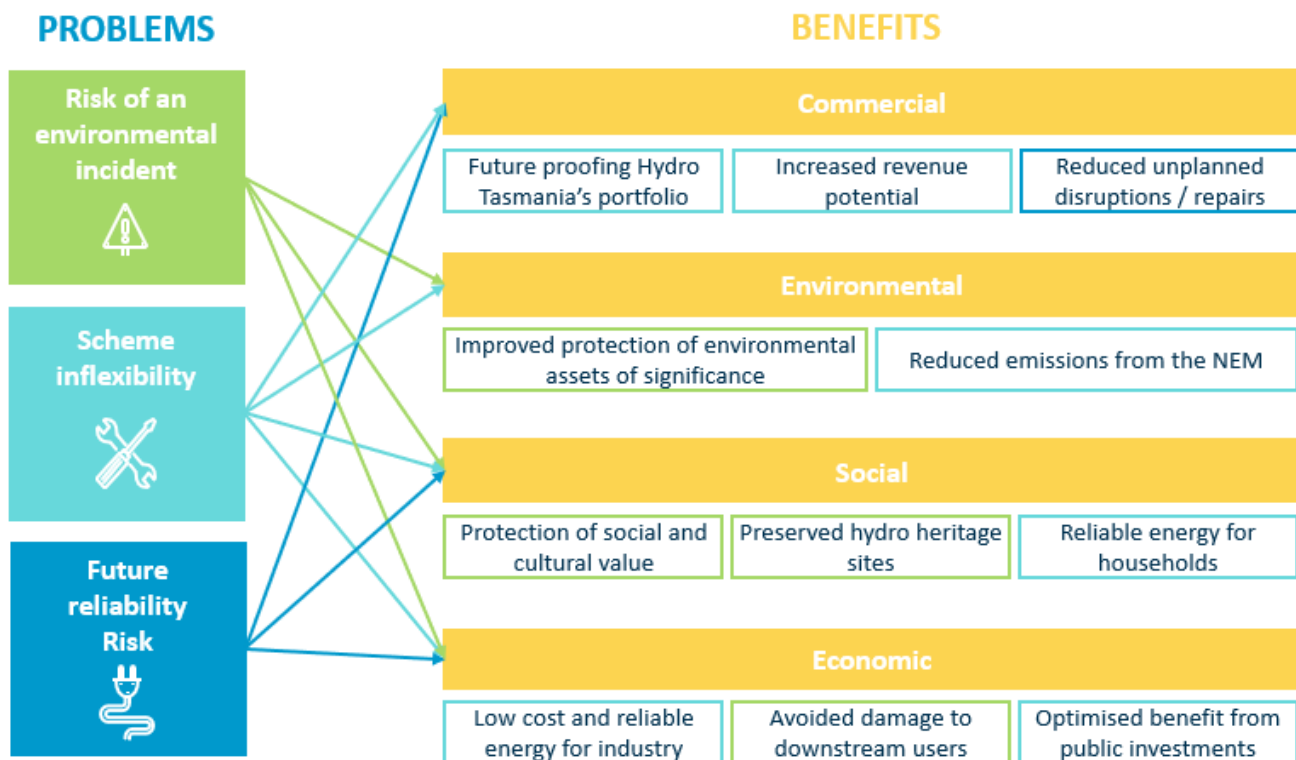 PROBLEMS
Risk of an
environmental
incident
Scheme
inflexibility
Future
reliability
Risk
BENEFITS
Commercial
Future proofing Hydro
Tasmania's portfolio
Increased revenue
potential
Reduced unplanned
disruptions / repairs
Environmental
Improved protection of environmental
assets of significance
Reduced emissions from the NEM
Social
Protection of social and
cultural value
Preserved hydro heritage
sites
Reliable energy for
households
Economic
Low cost and reliable
energy for industry
Avoided damage to
downstream users
Optimised benefit from
public investments